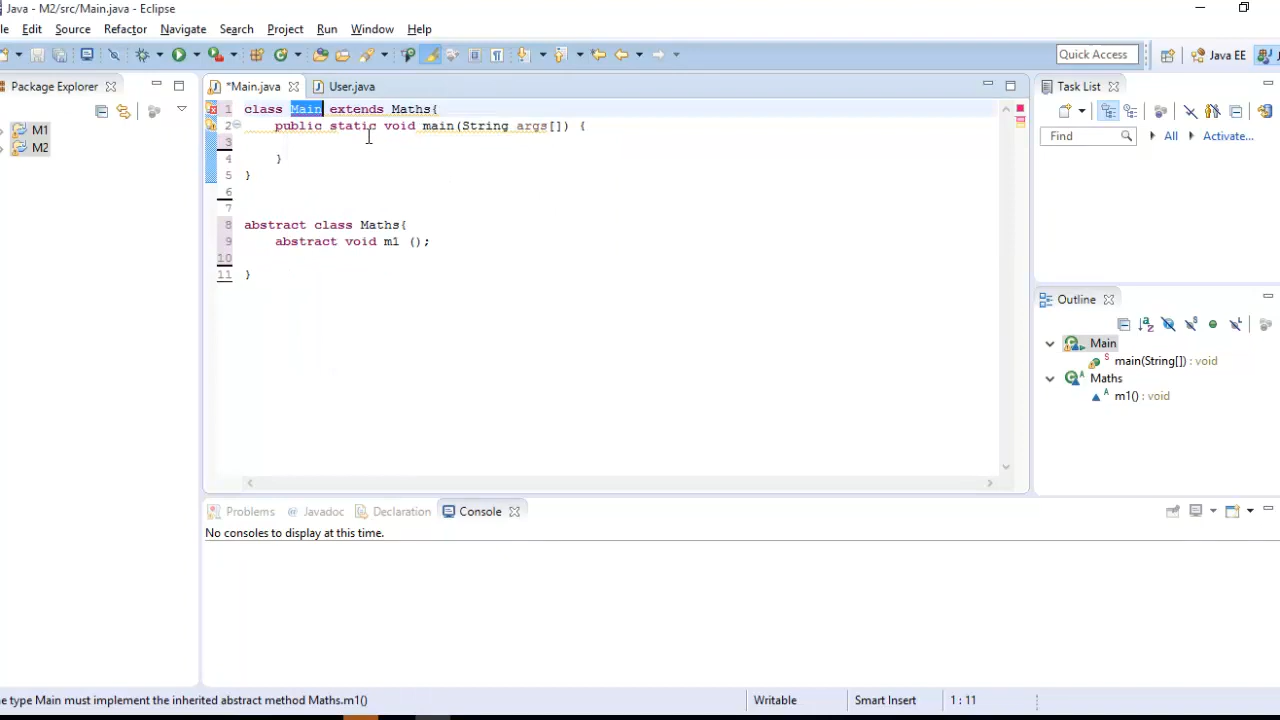 Java - M2/src/Main.java - Eclipse
le Edit Source Refactor Navigate Search Project Run Window Help
Quick Access
Java EE
J
Package Explorer
M1
M2
*Main.java
User.java
1 class Main extends Maths{
2 public static void main(String args[]) {
3
4 }
5 }
6
7
8 abstract class Maths{
9 abstract void m1 ();
10
11 }
Task List
Find
All
Activate...
Outline
Main
main(String[]) : void
Maths
m1() : void
Problems
Javadoc
Declaration
Console
No consoles to display at this time.
e type Main must implement the inherited abstract method Maths.m1()
Writable
Smart Insert
1 : 11